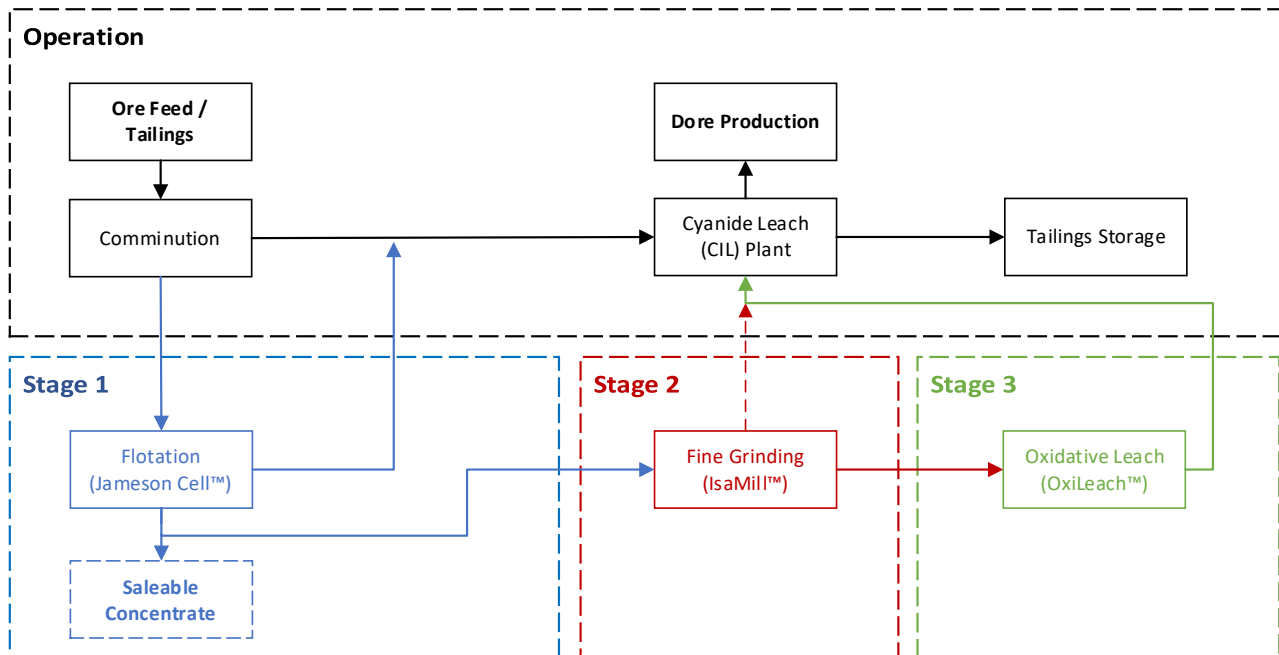 Operation
Ore Feed /
Tailings
Dore Production
Comminution
Cyanide Leach
(CIL) Plant
Tailings Storage
Stage 1
Stage 2
Stage 3
Flotation
(Jameson Cell™)
Fine Grinding
(IsaMill™)
Oxidative Leach
(OxiLeach™)
Saleable
Concentrate